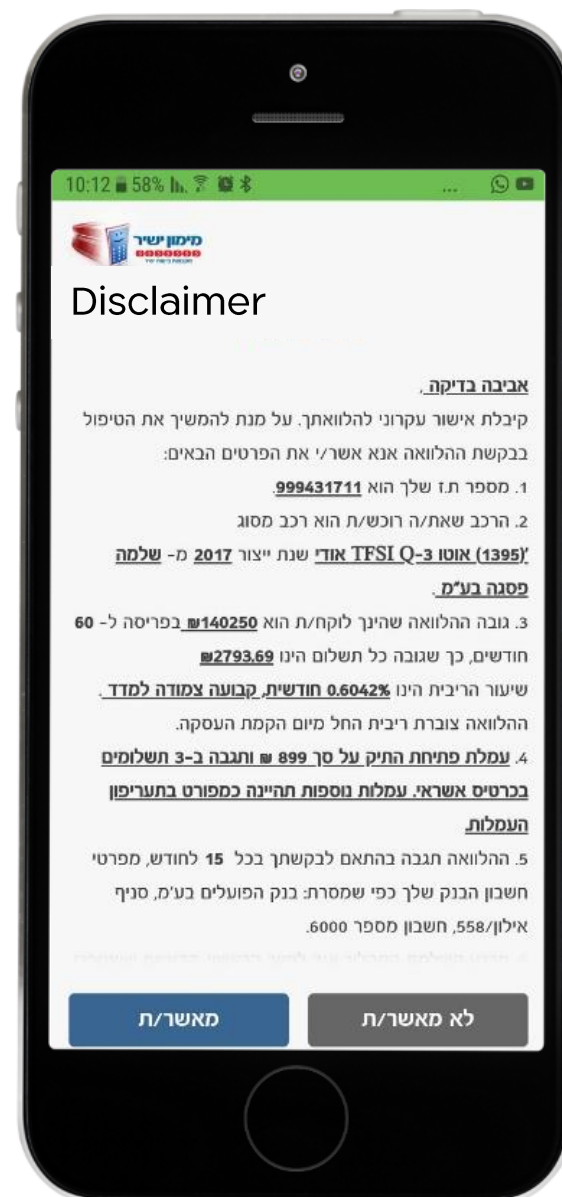 10:12 58% ...
מימון ישיר
Disclaimer
אביבה בדיקה ,
קיבלת אישור עקרוני להלוואתך. על מנת להמשיך את הטיפול
בבקשת ההלוואה אנא אשר/י את הפרטים הבאים:
1. מספר ת.ז שלך הוא 999431711.
2. הרכב שאת/ה רוכש/ת הוא רכב מסוג
'(1395) אוטו TFSI Q-3 אודי שנת ייצור 2017 מ- שלמה
פסגה בע"מ .
3. גובה ההלוואה שהינך לוקח/ת הוא 140250₪ בפריסה ל- 60
חודשים, כך שגובה כל תשלום הינו 2793.69₪
שיעור הריבית הינו 0.6042% חודשית, קבועה צמודה למדד .
ההלוואה צוברת ריבית החל מיום הקמת העסקה.
4. עמלת פתיחת התיק על סך 899 ₪ ותגבה ב-3 תשלומים
בכרטיס אשראי. עמלות נוספות תהיינה כמפורט בתעריפון
העמלות.
5. ההלוואה תגבה בהתאם לבקשתך בכל 15 לחודש, מפרטי
חשבון הבנק שלך כפי שמסרת: בנק הפועלים בע'מ, סניף
אילון/558, חשבון מספר 6000.
מאשר/ת
לא מאשר/ת